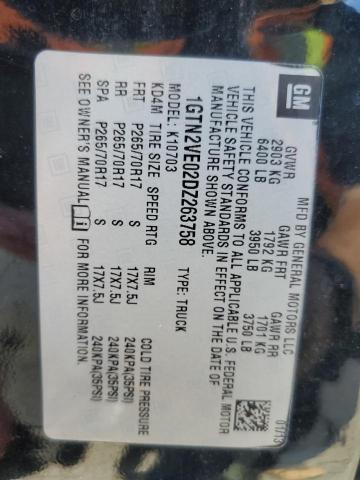 GM
MFD BY GENERAL MOTORS LLC 01/13
GVWR GAWR FRT GAWR RR
2903 KG 1792 KG 1701 KG
6400 LB 3950 LB 3750 LB
THIS VEHICLE CONFORMS TO ALL APPLICABLE U.S. FEDERAL MOTOR
VEHICLE SAFETY STANDARDS IN EFFECT ON THE DATE OF
MANUFACTURE SHOWN ABOVE.
1GTN2VE02DZ263758 TYPE: TRUCK
MODEL: K10703
KD4M TIRE SIZE SPEED RTG RIM COLD TIRE PRESSURE
FRT P265/70R17 S 17X7.5J 240KPA(35PSI)
RR P265/70R17 S 17X7.5J 240KPA(35PSI)
SPA P265/70R17 S 17X7.5J 240KPA(35PSI)
SEE OWNER'S MANUAL i FOR MORE INFORMATION.